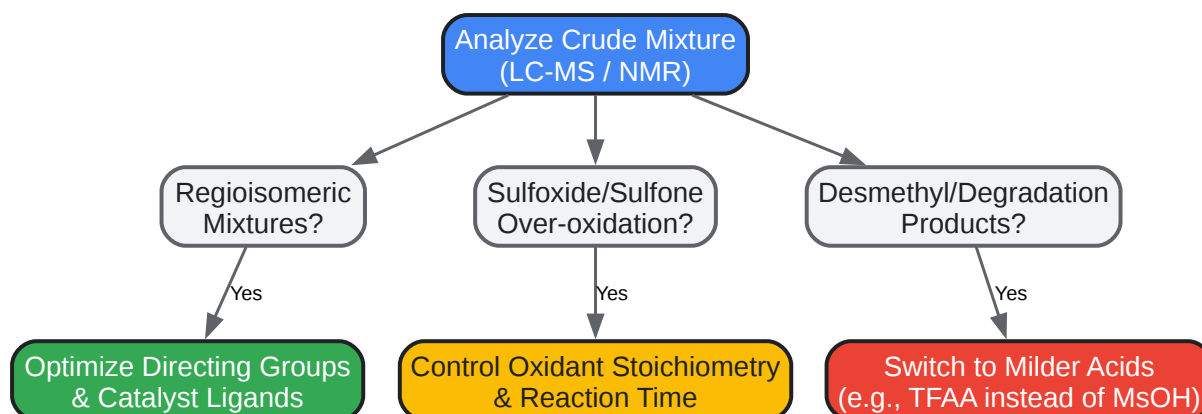 Analyze Crude Mixture
(LC-MS / NMR)
Regioisomeric
Mixtures?
Sulfoxide/Sulfone
Over-oxidation?
Desmethyl/Degradation
Products?
Yes
Yes
Yes
Optimize Directing Groups
& Catalyst Ligands
Control Oxidant Stoichiometry
& Reaction Time
Switch to Milder Acids
(e.g., TFAA instead of MsOH)